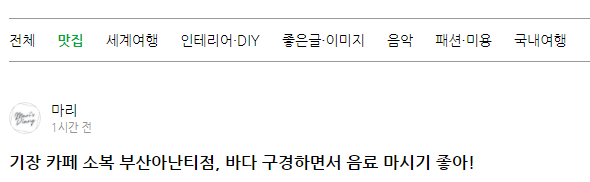 전체 맛집 세계여행 인테리어·DIY 좋은글·이미지 음악 패션·미용 국내여행
마리
1시간 전
기장 카페 소복 부산아난티점, 바다 구경하면서 음료 마시기 좋아!